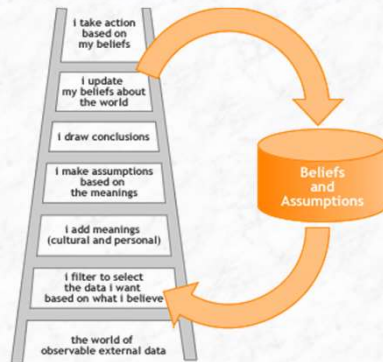 i take action
based on
my beliefs
i update
my beliefs about
the world
i draw conclusions
i make assumptions
based on
the meanings
i add meanings
(cultural and personal)
i filter to select
the data i want
based on what i believe
the world of
observable external data
Beliefs
and
Assumptions